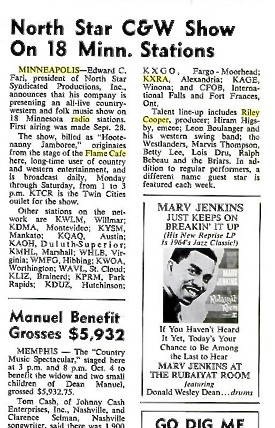 North Star C&W Show
On 18 Minn. Stations
MINNEAPOLIS—Edward C.
Farl, president of North Star
Syndicated Productions, Inc.,
announces that his company is
presenting an all-live country-
western and folk music show on
18 Minnesota radio stations.
First airing was made Sept. 28.
The show, billed as "Hoote-
nanny Jamboree," originates
from the stage of the Flame Cafe
here, long-time user of country
and western entertainment, and
is broadcast daily, Monday
through Saturday, from 1 to 3
p.m. KTCR is the Twin Cities
outlet for the show.
Other stations on the net-
work are KWLM, Willmar;
KDMA, Montevideo; KYSM,
Mankato; KQAQ, Austin;
KAOH, Duluth-Superior;
KMHL, Marshall; WHLB, Vir-
ginia; WMFG, Hibbing; KWOA,
Worthington; WAVL, St. Cloud;
KLIZ, Brainerd; KPRM, Park
Rapids; KDUZ, Hutchinson;
KXGO, Fargo-Moorhead;
KXRA, Alexandria; KAGE,
Winona; and CFOB, Interna-
tional Falls and Fort Frances,
Ont.
Talent line-up includes Riley
Cooper, producer; Hiram Higs-
by, emcee; Leon Boulanger and
his western swing band; the
Westlanders, Marvis Thompson,
Betty Lee, Lois Dru, Ralph
Bebeau and the Briars. In ad-
dition to regular performers, a
different name guest star is
featured each week.
Manuel Benefit
Grosses $5,932
MEMPHIS — The "Country
Music Spectacular," staged here
at 3 p.m. and 8 p.m. Oct. 4 to
benefit the widow and two small
children of Dean Manuel,
grossed $5,932.75.
Tom Cash, of Johnny Cash
Enterprises, Inc., Nashville, and
Clarence Selman, Nashville
songwriter, said there was 1,900
MARV JENKINS
JUST KEEPS ON
BREAKIN' IT UP
(His New Reprise LP
Is 1964's Jazz Classic!)
If You Haven't Heard
It Yet, Today's Your
Chance to Be Among
the Last to Hear
MARV JENKINS AT
THE RUBAIYAT ROOM
featuring
Donald Wesley Dean...drums
GO DIG ME